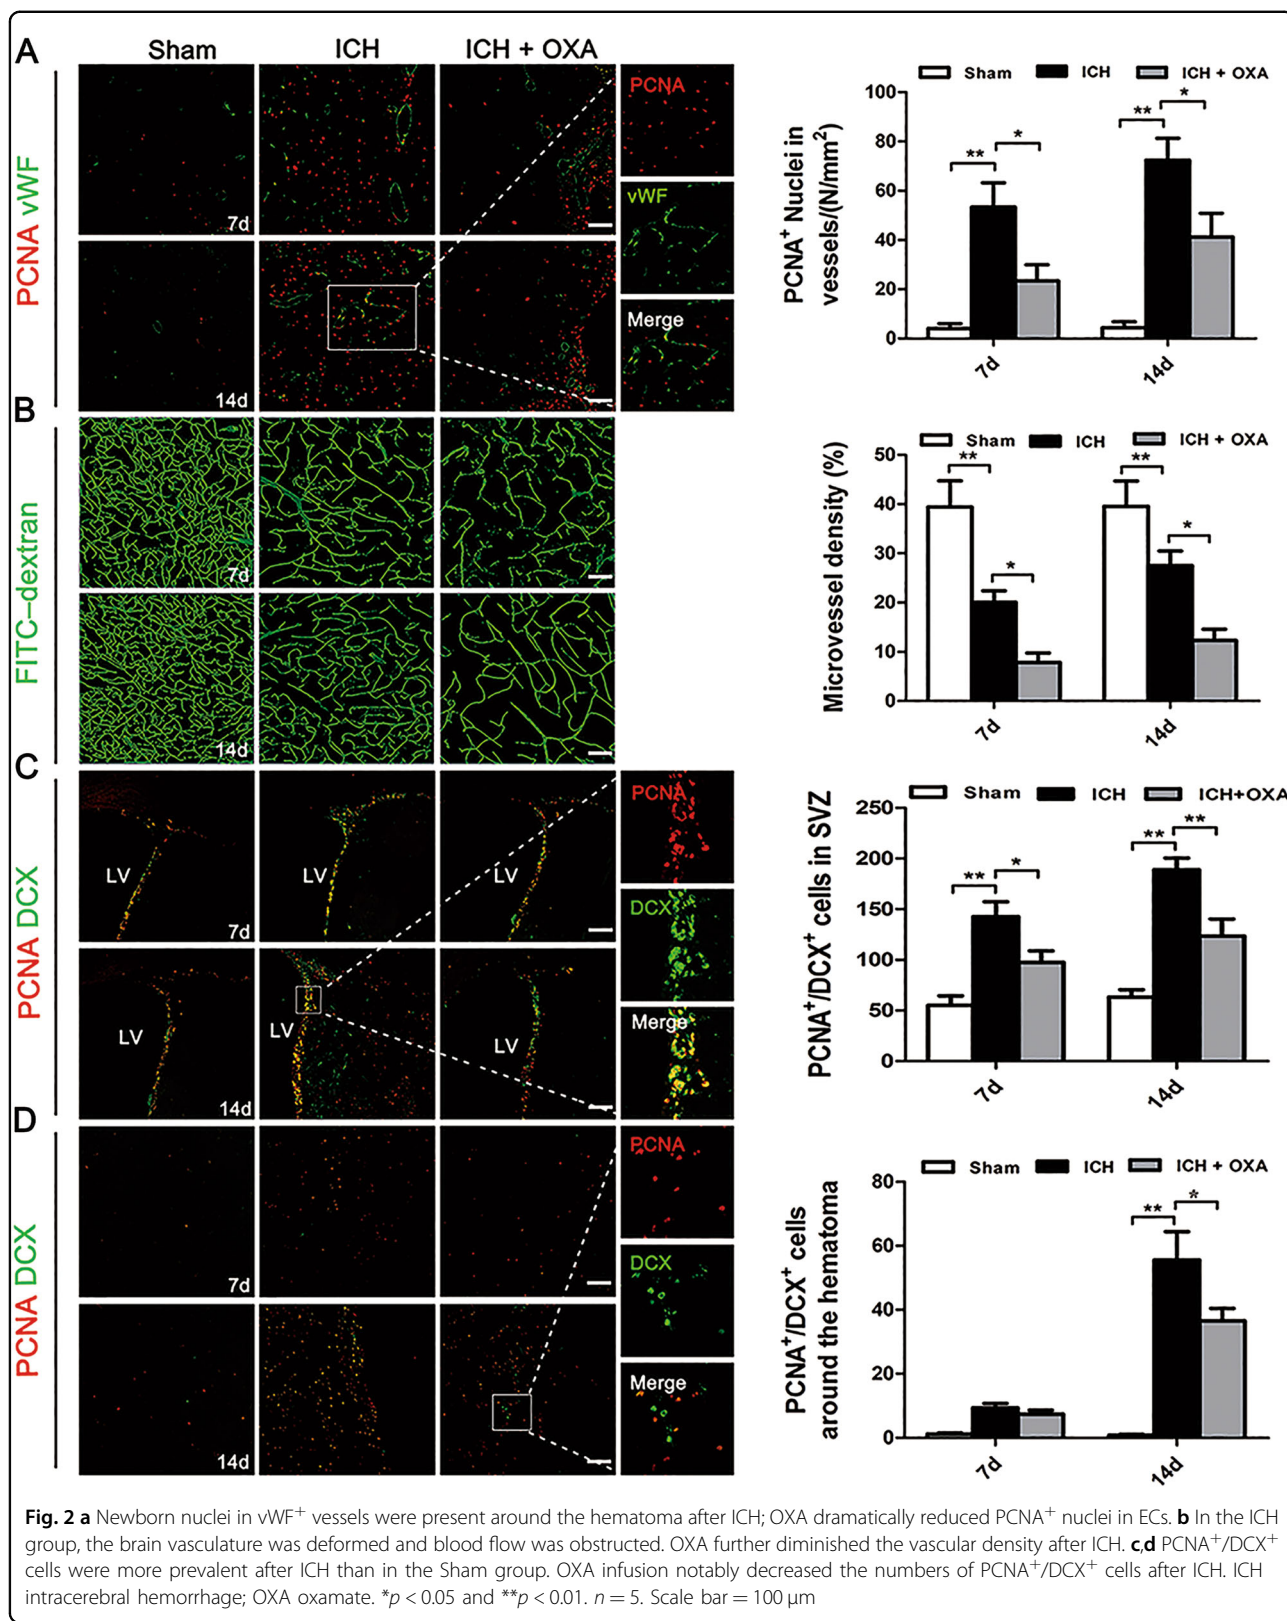 A
Sham
ICH
ICH + OXA
PCNA vWF
7d
14d
PCNA
vWF
Merge
Sham
ICH
ICH + OXA
PCNA⁺ Nuclei in
vessels/(N/mm²)
100
80
60
40
20
0
**
*
**
*
7d
14d
B
FITC–dextran
7d
14d
Sham
ICH
ICH + OXA
Microvessel density (%)
50
40
30
20
10
0
**
*
**
*
7d
14d
C
PCNA DCX
LV
LV
LV
7d
LV
LV
LV
14d
PCNA
DCX
Merge
Sham
ICH
ICH+OXA
PCNA⁺/DCX⁺ cells in SVZ
250
200
150
100
50
0
**
*
**
**
7d
14d
D
PCNA DCX
7d
14d
PCNA
DCX
Merge
Sham
ICH
ICH + OXA
PCNA⁺/DCX⁺ cells
around the hematoma
80
60
40
20
0
**
*
7d
14d
Fig. 2 a Newborn nuclei in vWF⁺ vessels were present around the hematoma after ICH; OXA dramatically reduced PCNA⁺ nuclei in ECs. b In the ICH
group, the brain vasculature was deformed and blood flow was obstructed. OXA further diminished the vascular density after ICH. c,d PCNA⁺/DCX⁺
cells were more prevalent after ICH than in the Sham group. OXA infusion notably decreased the numbers of PCNA⁺/DCX⁺ cells after ICH. ICH
intracerebral hemorrhage; OXA oxamate. *p < 0.05 and **p < 0.01. n = 5. Scale bar = 100 μm